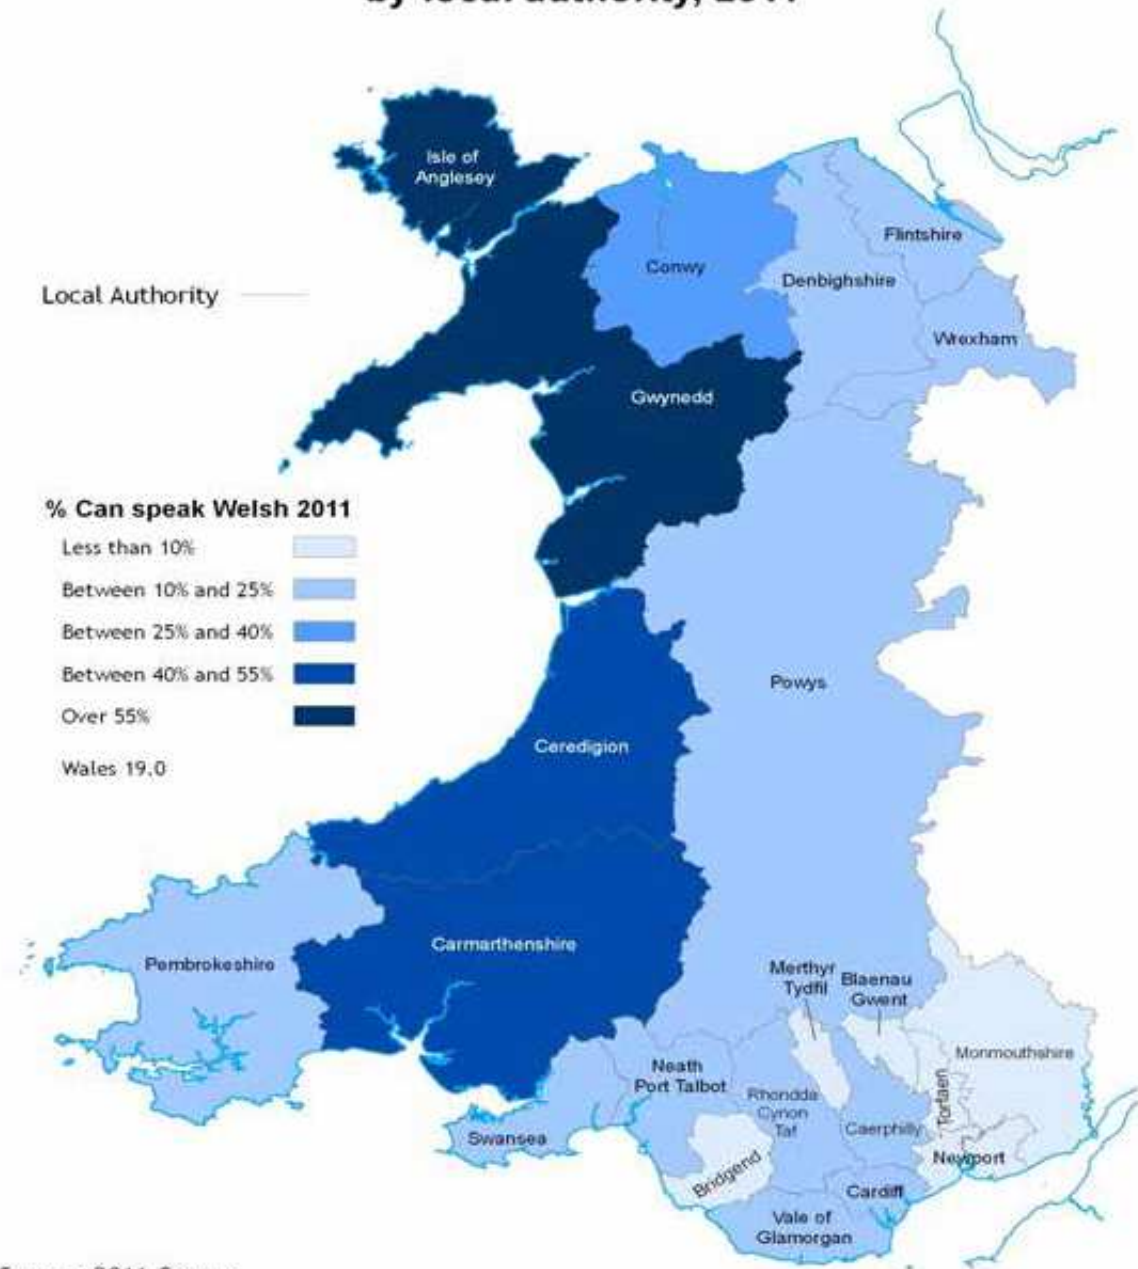 by local authority, 2011
Isle of
Anglesey
Flintshire
Conwy
Denbighshire
Local Authority
Wrexham
Gwynedd
% Can speak Welsh 2011
Less than 10%
Between 10% and 25%
Between 25% and 40%
Between 40% and 55%
Over 55%
Wales 19.0
Powys
Ceredigion
Carmarthenshire
Pembrokeshire
Merthyr
Tydfil
Blaenau
Gwent
Monmouthshire
Neath
Port Talbot
Rhondda
Cynon
Taf
Torfaen
Caerphilly
Swansea
Newport
Bridgend
Cardiff
Vale of
Glamorgan
2011 Census